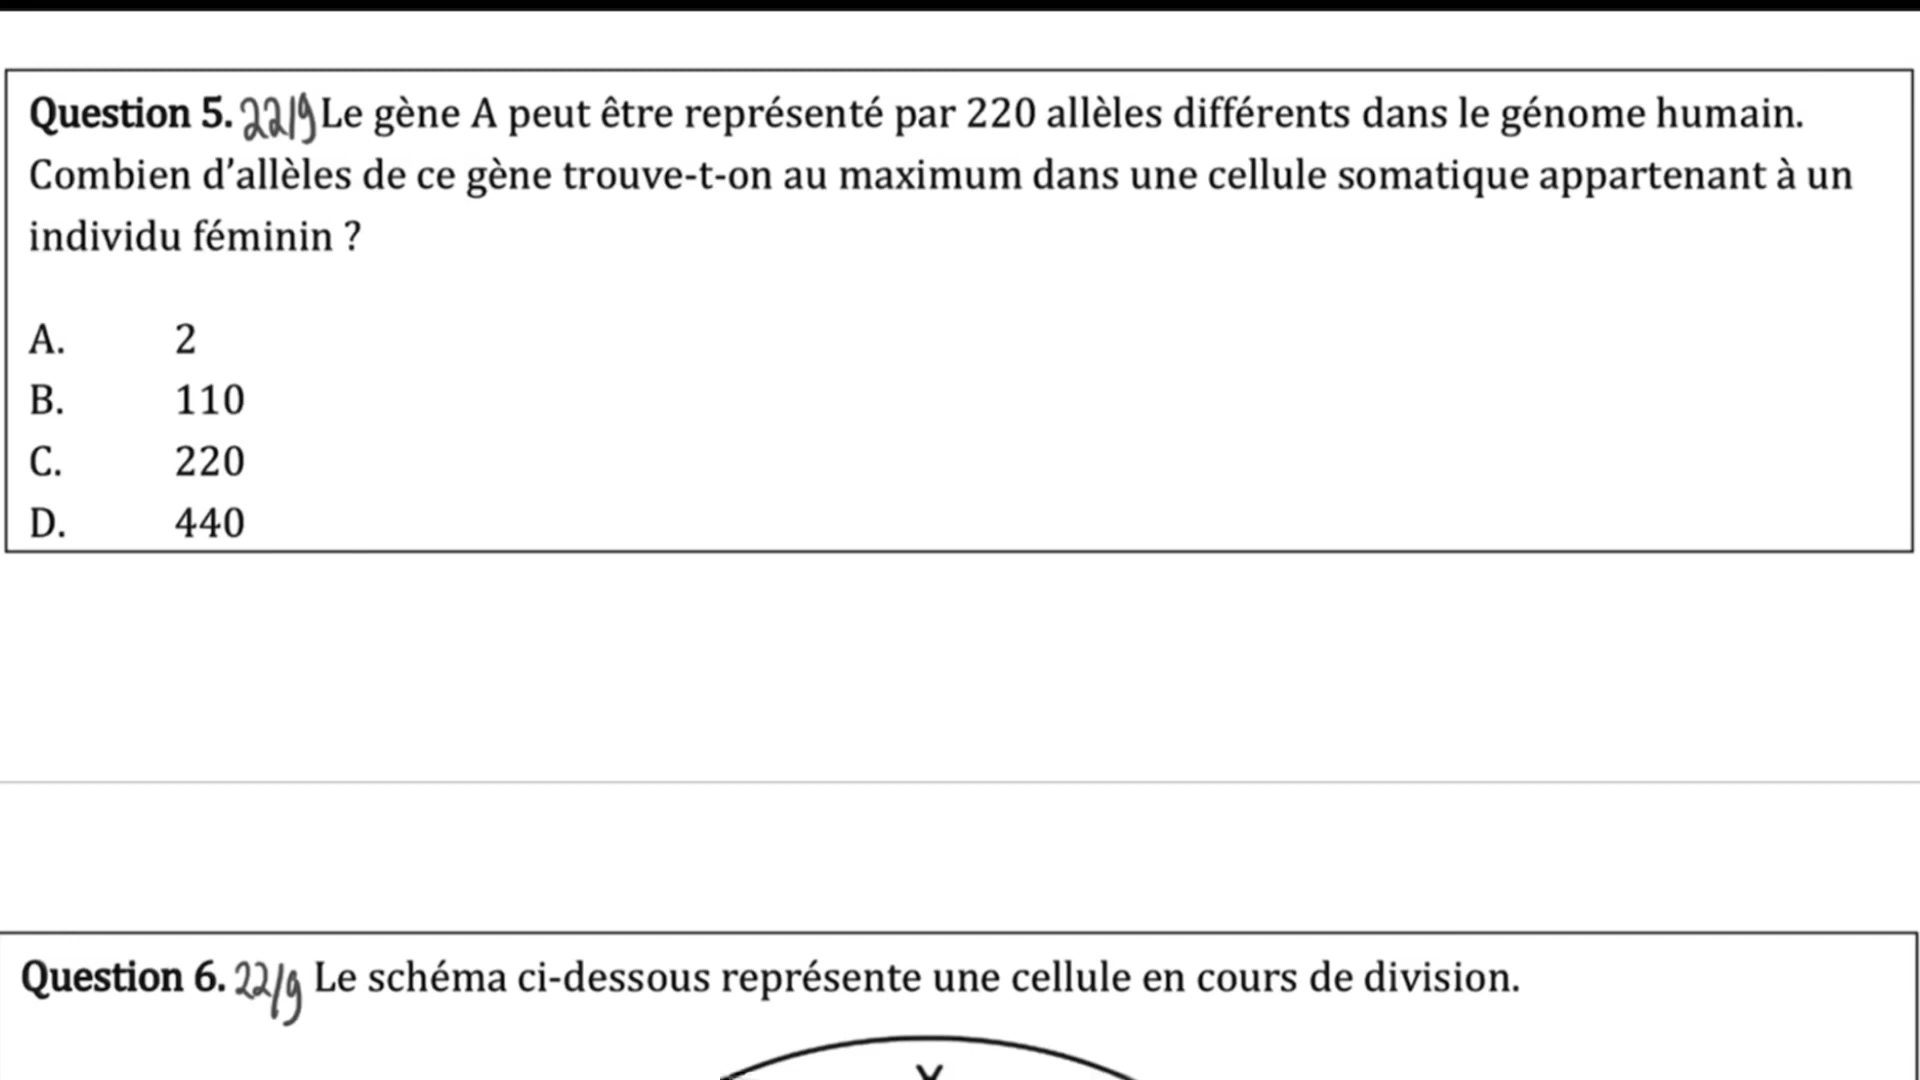 Question 5. 22/9 Le gène A peut être représenté par 220 allèles différents dans le génome humain.
Combien d’allèles de ce gène trouve-t-on au maximum dans une cellule somatique appartenant à un
individu féminin ?
A. 2
B. 110
C. 220
D. 440
Question 6. 22/9 Le schéma ci-dessous représente une cellule en cours de division.